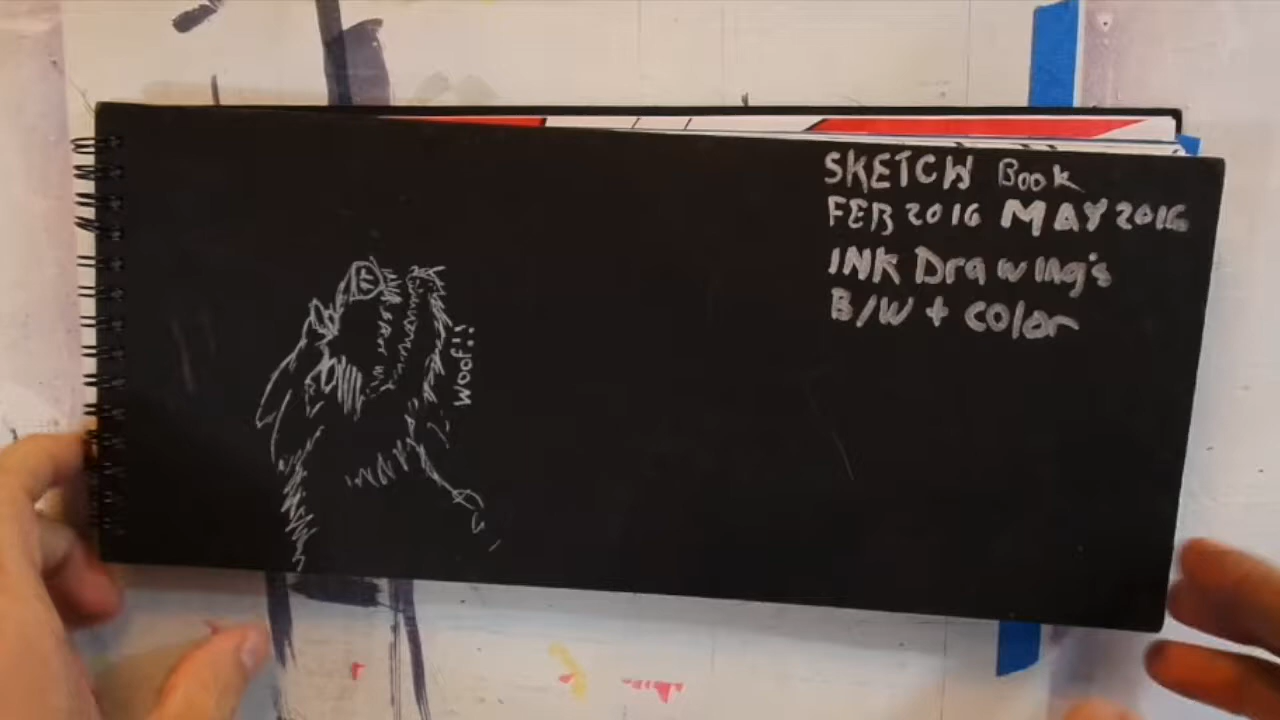 SKETCH Book
FEB 2016 MAY 2016
INK Drawing's
B/W + color
woof!!